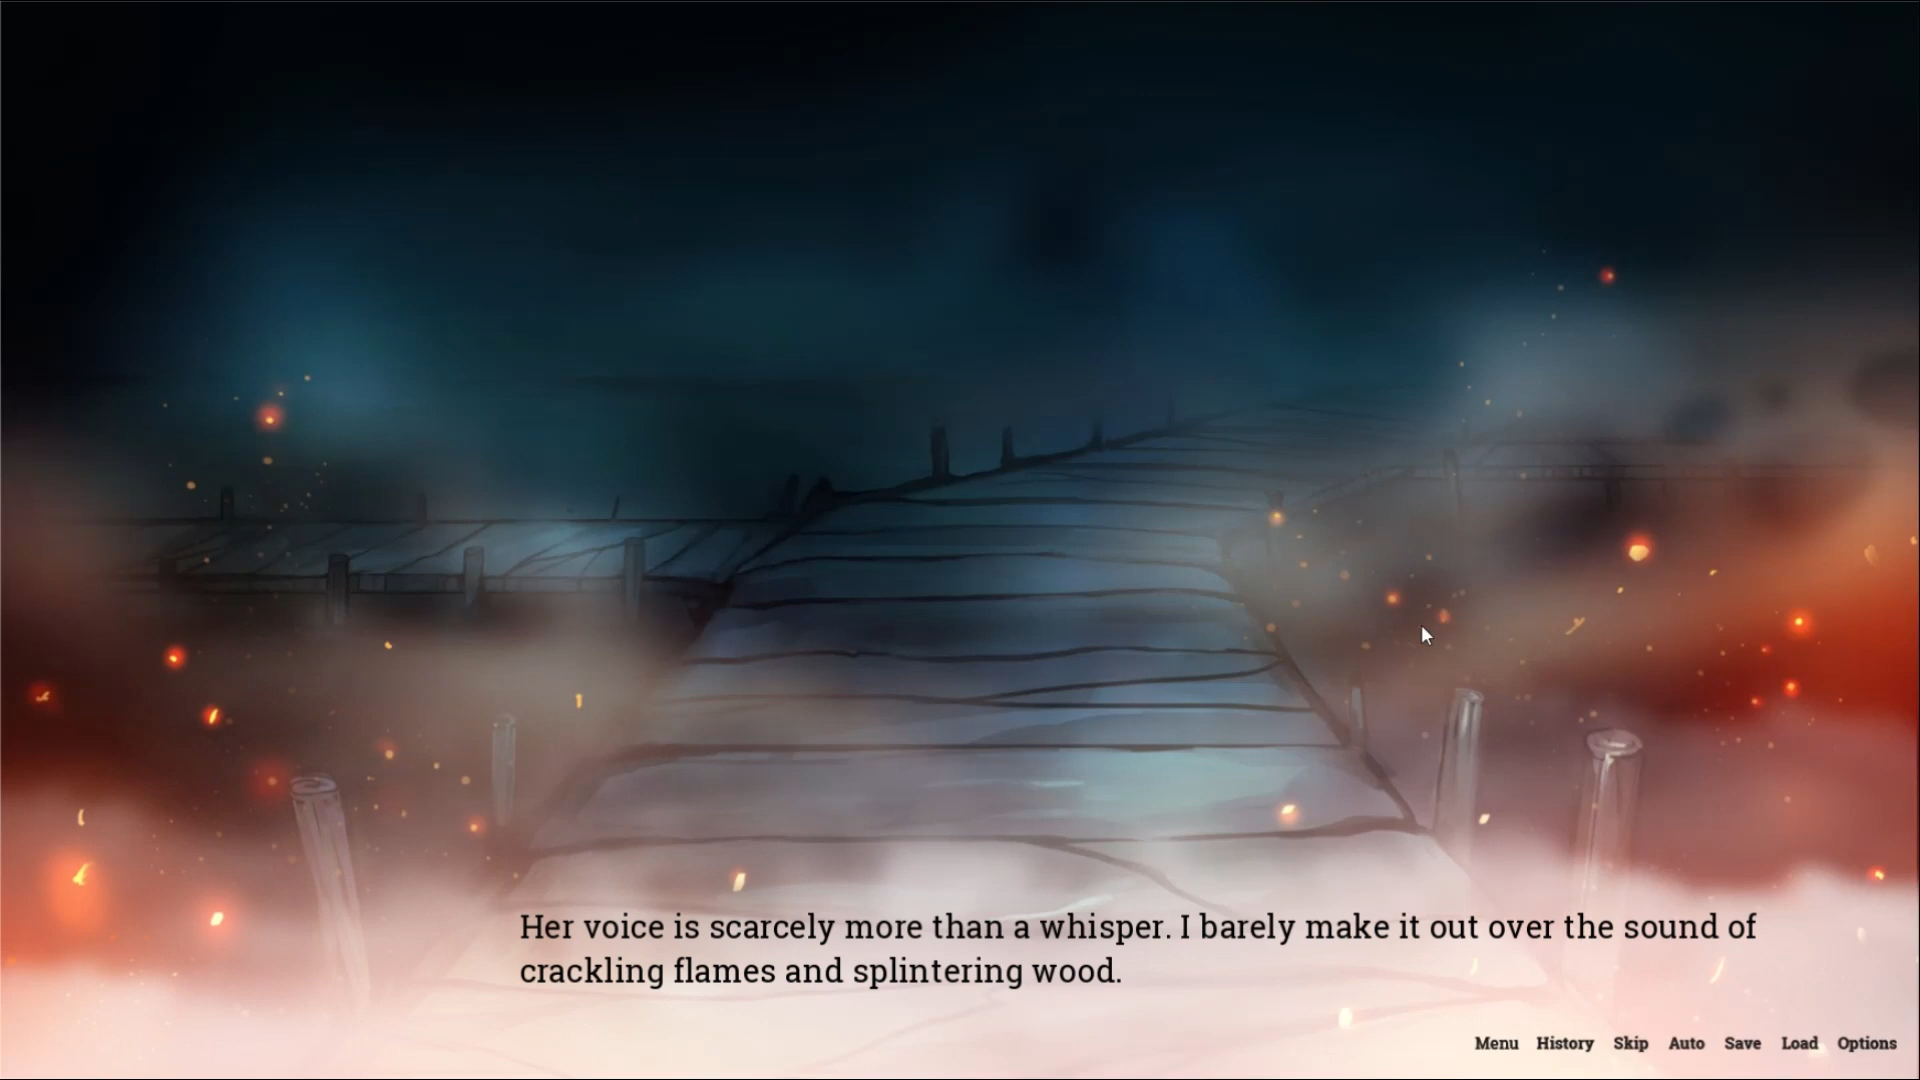 Her voice is scarcely more than a whisper. I barely make it out over the sound of
crackling flames and splintering wood.
Menu History Skip Auto Save Load Options